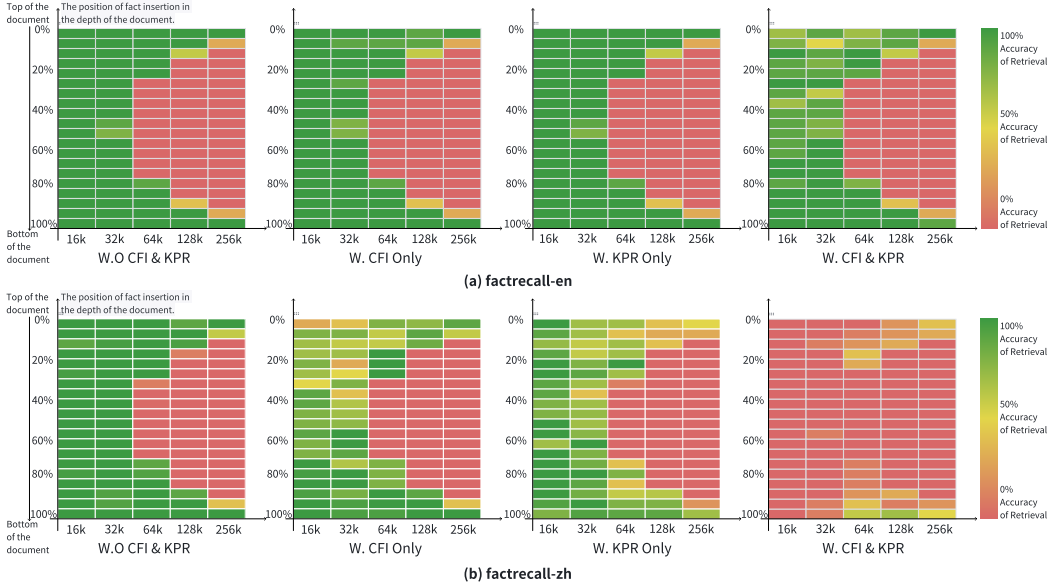 Top of the document
The position of fact insertion in the depth of the document.
0%
20%
40%
60%
80%
100%
Bottom of the document
16k 32k 64k 128k 256k
W.O CFI & KPR
0%
20%
40%
60%
80%
100%
16k 32k 64k 128k 256k
W. CFI Only
0%
20%
40%
60%
80%
100%
16k 32k 64k 128k 256k
W. KPR Only
0%
20%
40%
60%
80%
100%
16k 32k 64k 128k 256k
W. CFI & KPR
100%
Accuracy
of Retrieval
50%
Accuracy
of Retrieval
0%
Accuracy
of Retrieval
(a) factrecall-en
Top of the document
The position of fact insertion in the depth of the document.
0%
20%
40%
60%
80%
100%
Bottom of the document
16k 32k 64k 128k 256k
W.O CFI & KPR
0%
20%
40%
60%
80%
100%
16k 32k 64k 128k 256k
W. CFI Only
0%
20%
40%
60%
80%
100%
16k 32k 64k 128k 256k
W. KPR Only
0%
20%
40%
60%
80%
100%
16k 32k 64k 128k 256k
W. CFI & KPR
100%
Accuracy
of Retrieval
50%
Accuracy
of Retrieval
0%
Accuracy
of Retrieval
(b) factrecall-zh